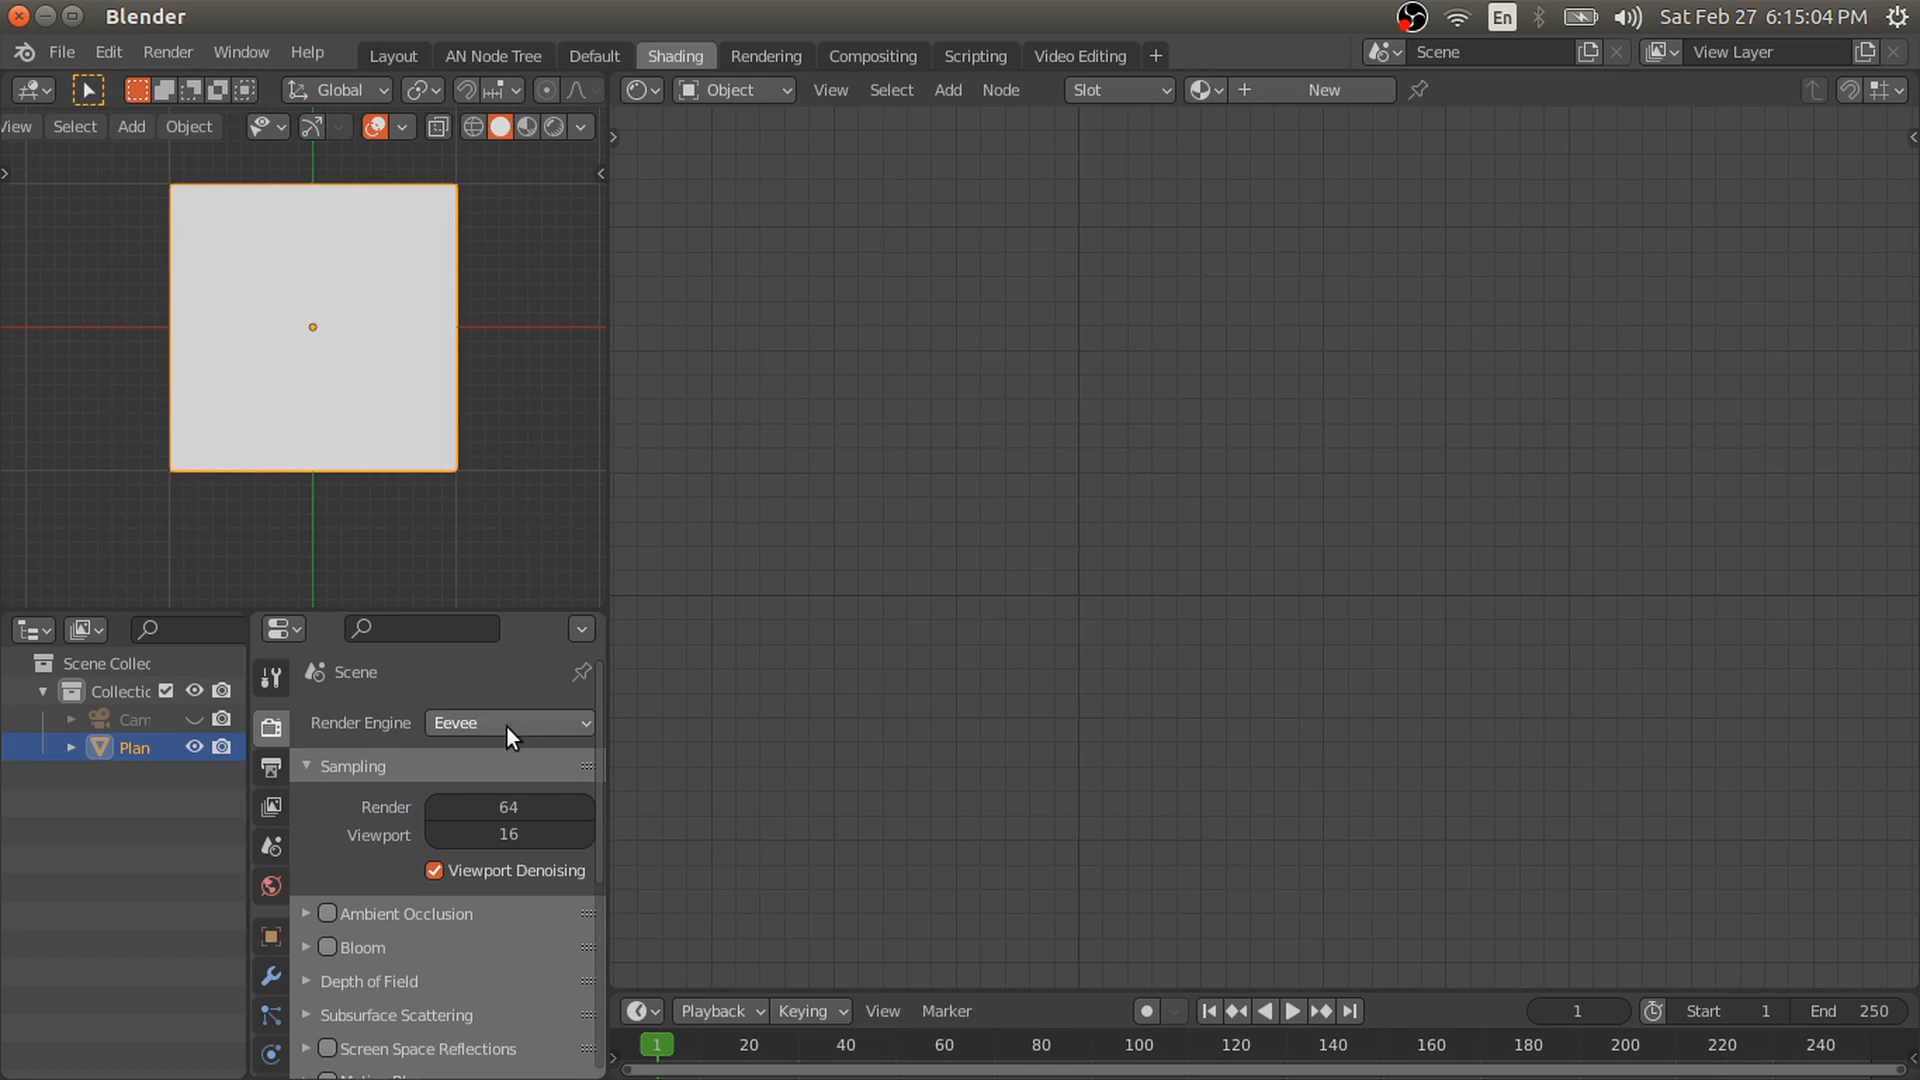 Blender
En
Sat Feb 27 6:15:04 PM
File Edit Render Window Help
Layout AN Node Tree Default Shading Rendering Compositing Scripting Video Editing +
Scene
View Layer
Global
Object View Select Add Node
Slot
New
View Select Add Object
Scene Collec
Collectic
Cam
Plan
Scene
Render Engine Eevee
Sampling
Render 64
Viewport 16
Viewport Denoising
Ambient Occlusion
Bloom
Depth of Field
Subsurface Scattering
Screen Space Reflections
Playback Keying View Marker
1
Start 1
End 250
1 20 40 60 80 100 120 140 160 180 200 220 240